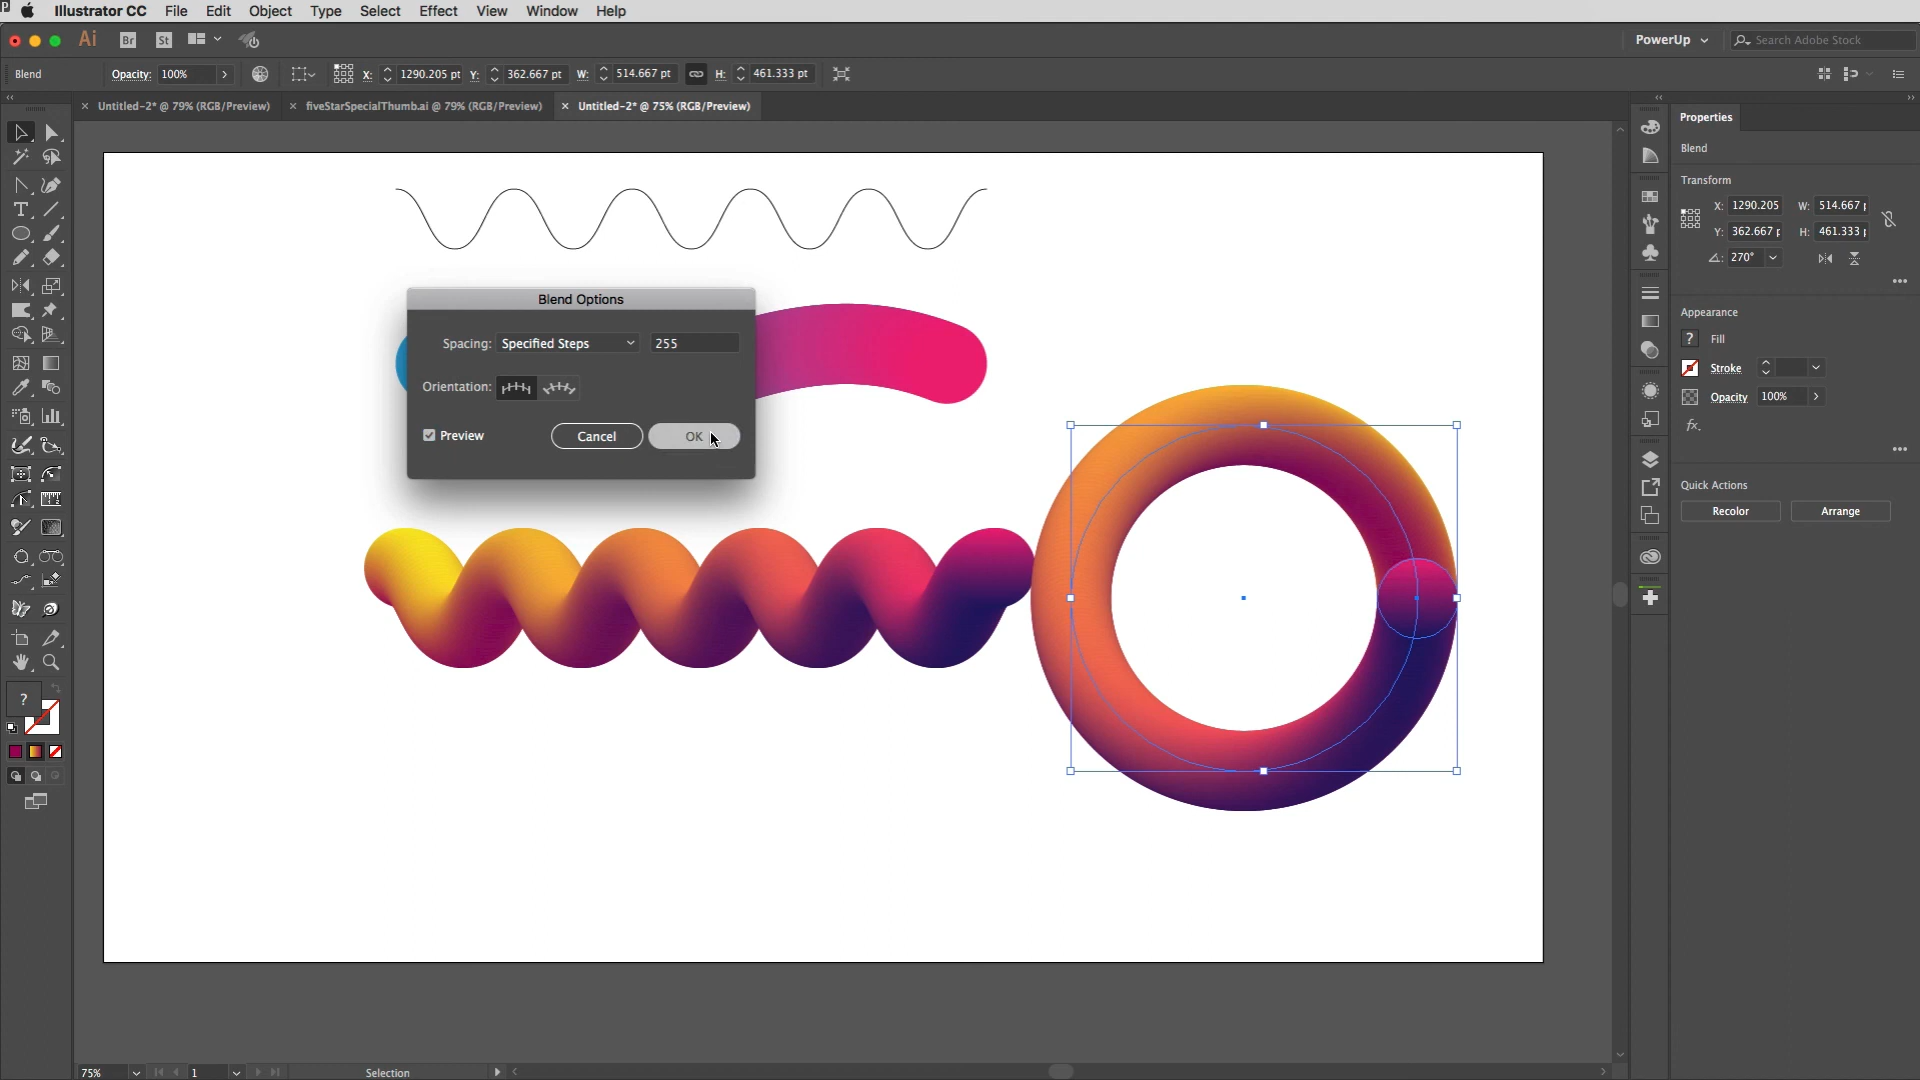 Illustrator CC File Edit Object Type Select Effect View Window Help
Ai Br St PowerUp Search Adobe Stock
Blend Opacity: 100% X: 1290.205 pt Y: 362.667 pt W: 514.667 pt H: 461.333 pt
Untitled-2* @ 79% (RGB/Preview) fiveStarSpecialThumb.ai @ 79% (RGB/Preview) Untitled-2* @ 75% (RGB/Preview)
Properties
Blend
Transform
X: 1290.205 W: 514.667
Y: 362.667 H: 461.333
270°
Appearance
? Fill
Stroke
Opacity 100%
fx.
Quick Actions
Recolor Arrange
Blend Options
Spacing: Specified Steps 255
Orientation:
Preview Cancel OK
?
75% 1 Selection